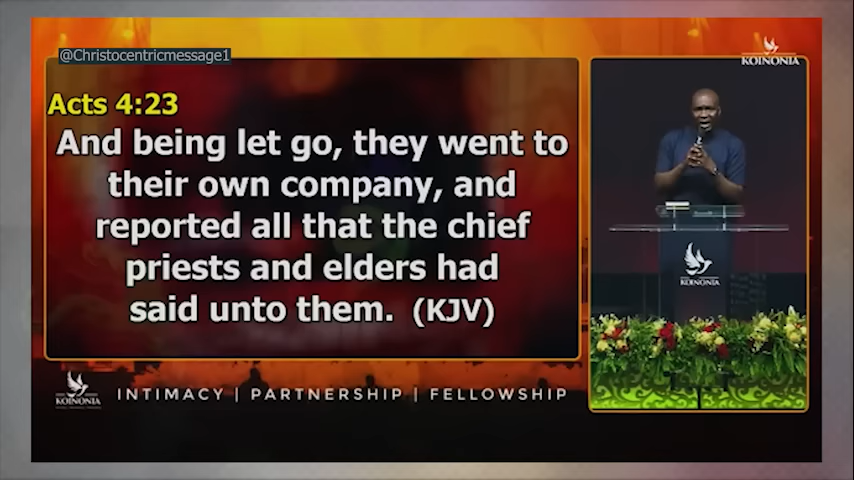 @Christocentricmessage1
KOINONIA
Acts 4:23
And being let go, they went to
their own company, and
reported all that the chief
priests and elders had
said unto them. (KJV)
KOINONIA
KOINONIA
INTIMACY | PARTNERSHIP | FELLOWSHIP